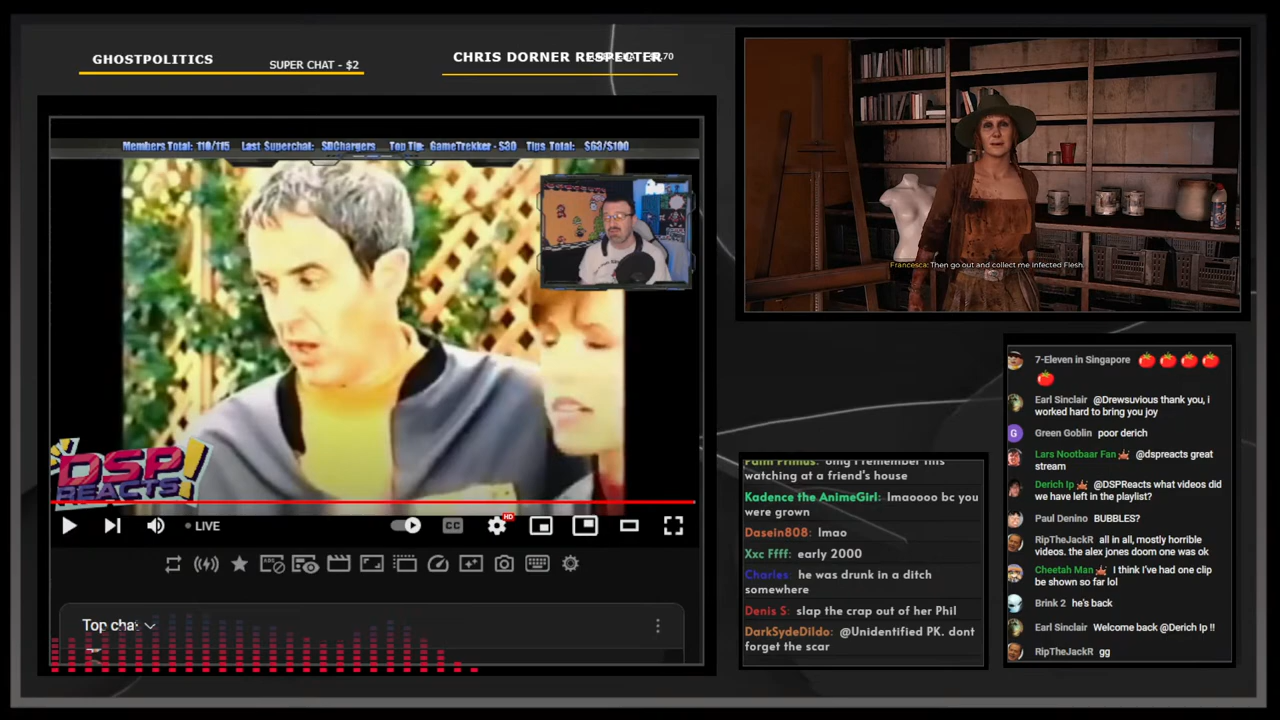 GHOSTPOLITICS
SUPER CHAT - $2
CHRIS DORNER RESPECTER
Members Total: 110/115 Last Superchat: SDChargers Top Tip: GameTrekker - $30 Tips Total: $63/$100
DSP
REACTS!
LIVE
CC
HD
Top chat
Francesca: Then go out and collect me Infected Flesh.
watching at a friend's house
Kadence the AnimeGirl: lmaoooo bc you
were grown
Dasein808: lmao
Xxc Ffff: early 2000
Charles: he was drunk in a ditch
somewhere
Denis S: slap the crap out of her Phil
DarkSydeDildo: @Unidentified PK. dont
forget the scar
7-Eleven in Singapore
Earl Sinclair @Drewsuvious thank you, i
worked hard to bring you joy
G Green Goblin poor derich
Lars Nootbaar Fan @dspreacts great
stream
Derich Ip @DSPReacts what videos did
we have left in the playlist?
Paul Denino BUBBLES?
RipTheJackR all in all, mostly horrible
videos. the alex jones doom one was ok
Cheetah Man I think I've had one clip
be shown so far lol
Brink 2 he's back
Earl Sinclair Welcome back @Derich Ip !!
RipTheJackR gg